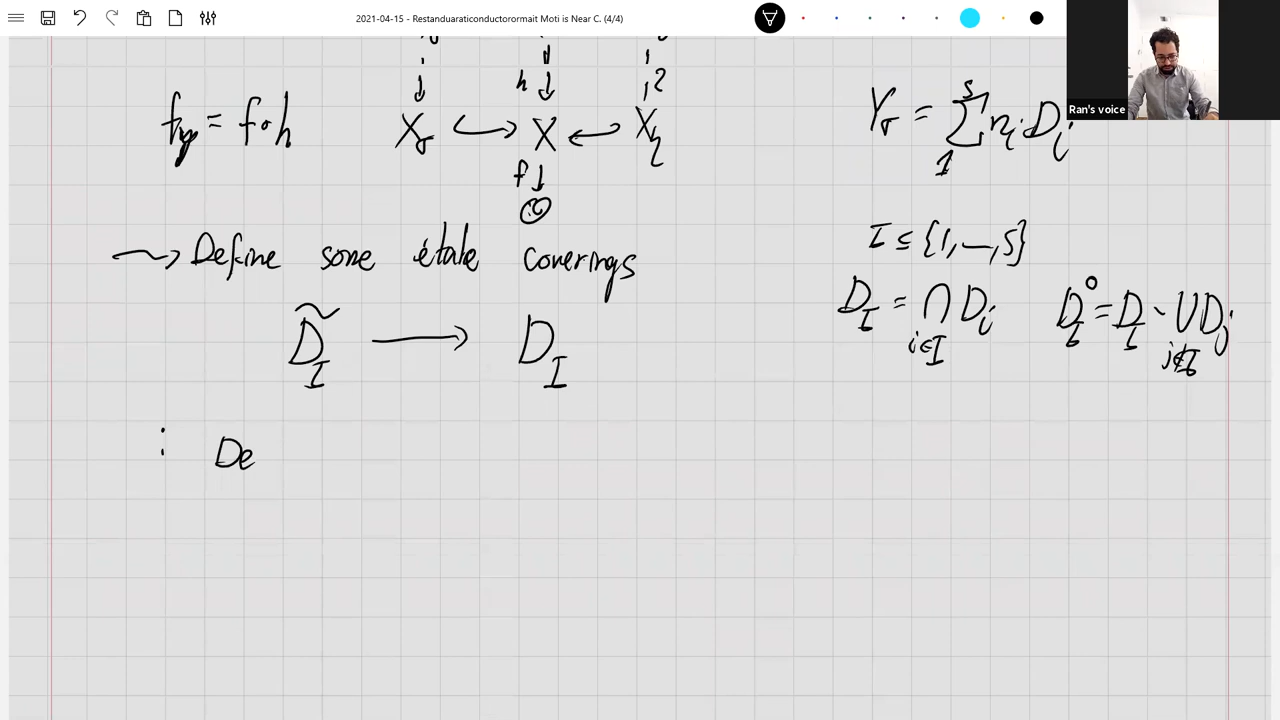 2021-04-15 - Restanduaraticonductorormait Moti is Near C. (4/4)
Ran's voice
h
f_y = f∘h
X_σ ↪ X ↩ X_η
f ↓
Y_σ = Σ_1^s n_i D_i
⇝ Define some étale coverings
I ⊆ {1,—,s}
D̃_I → D_I
D_I = ∩_{i∈I} D_i
D_I° = D_I - ∪_{j∉I} D_j
: De